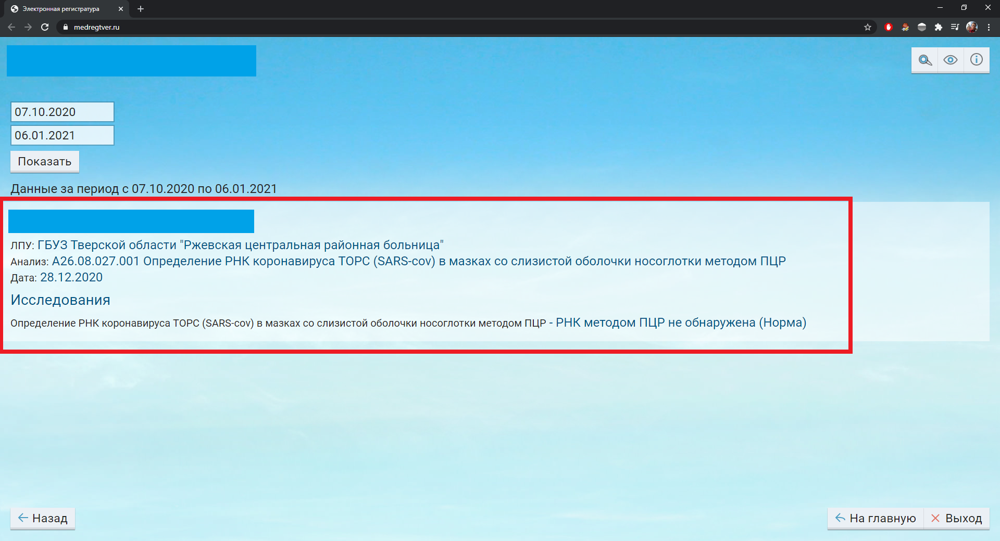 Электронная регистратура
medregtver.ru
07.10.2020
06.01.2021
Показать
Данные за период с 07.10.2020 по 06.01.2021
ЛПУ: ГБУЗ Тверской области "Ржевская центральная районная больница"
Анализ: A26.08.027.001 Определение РНК коронавируса ТОРС (SARS-cov) в мазках со слизистой оболочки носоглотки методом ПЦР
Дата: 28.12.2020
Исследования
Определение РНК коронавируса ТОРС (SARS-cov) в мазках со слизистой оболочки носоглотки методом ПЦР - РНК методом ПЦР не обнаружена (Норма)
Назад
На главную
Выход